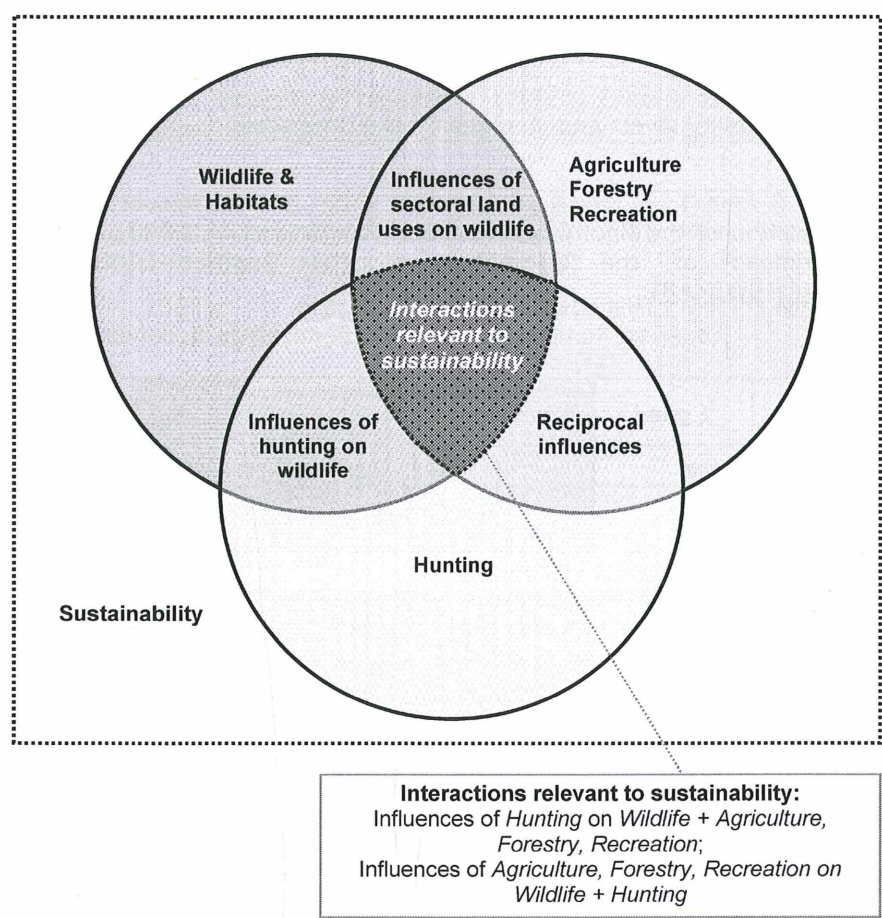 Wildlife &
Habitats
Influences of
sectoral land
uses on wildlife
Agriculture
Forestry
Recreation
Interactions
relevant to
sustainability
Influences of
hunting on
wildlife
Reciprocal
influences
Hunting
Sustainability
Interactions relevant to sustainability:
Influences of Hunting on Wildlife + Agriculture,
Forestry, Recreation;
Influences of Agriculture, Forestry, Recreation on
Wildlife + Hunting